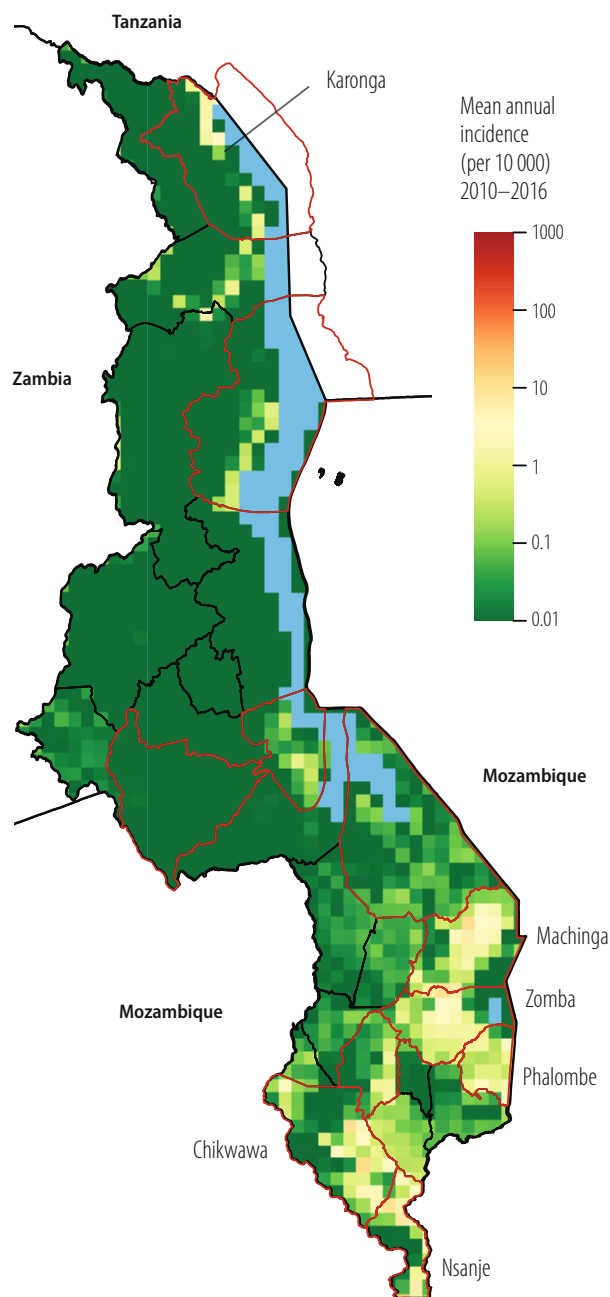 Tanzania
Karonga
Mean annual
incidence
(per 10 000)
2010–2016
1000
100
10
1
0.1
0.01
Zambia
Mozambique
Machinga
Zomba
Mozambique
Phalombe
Chikwawa
Nsanje